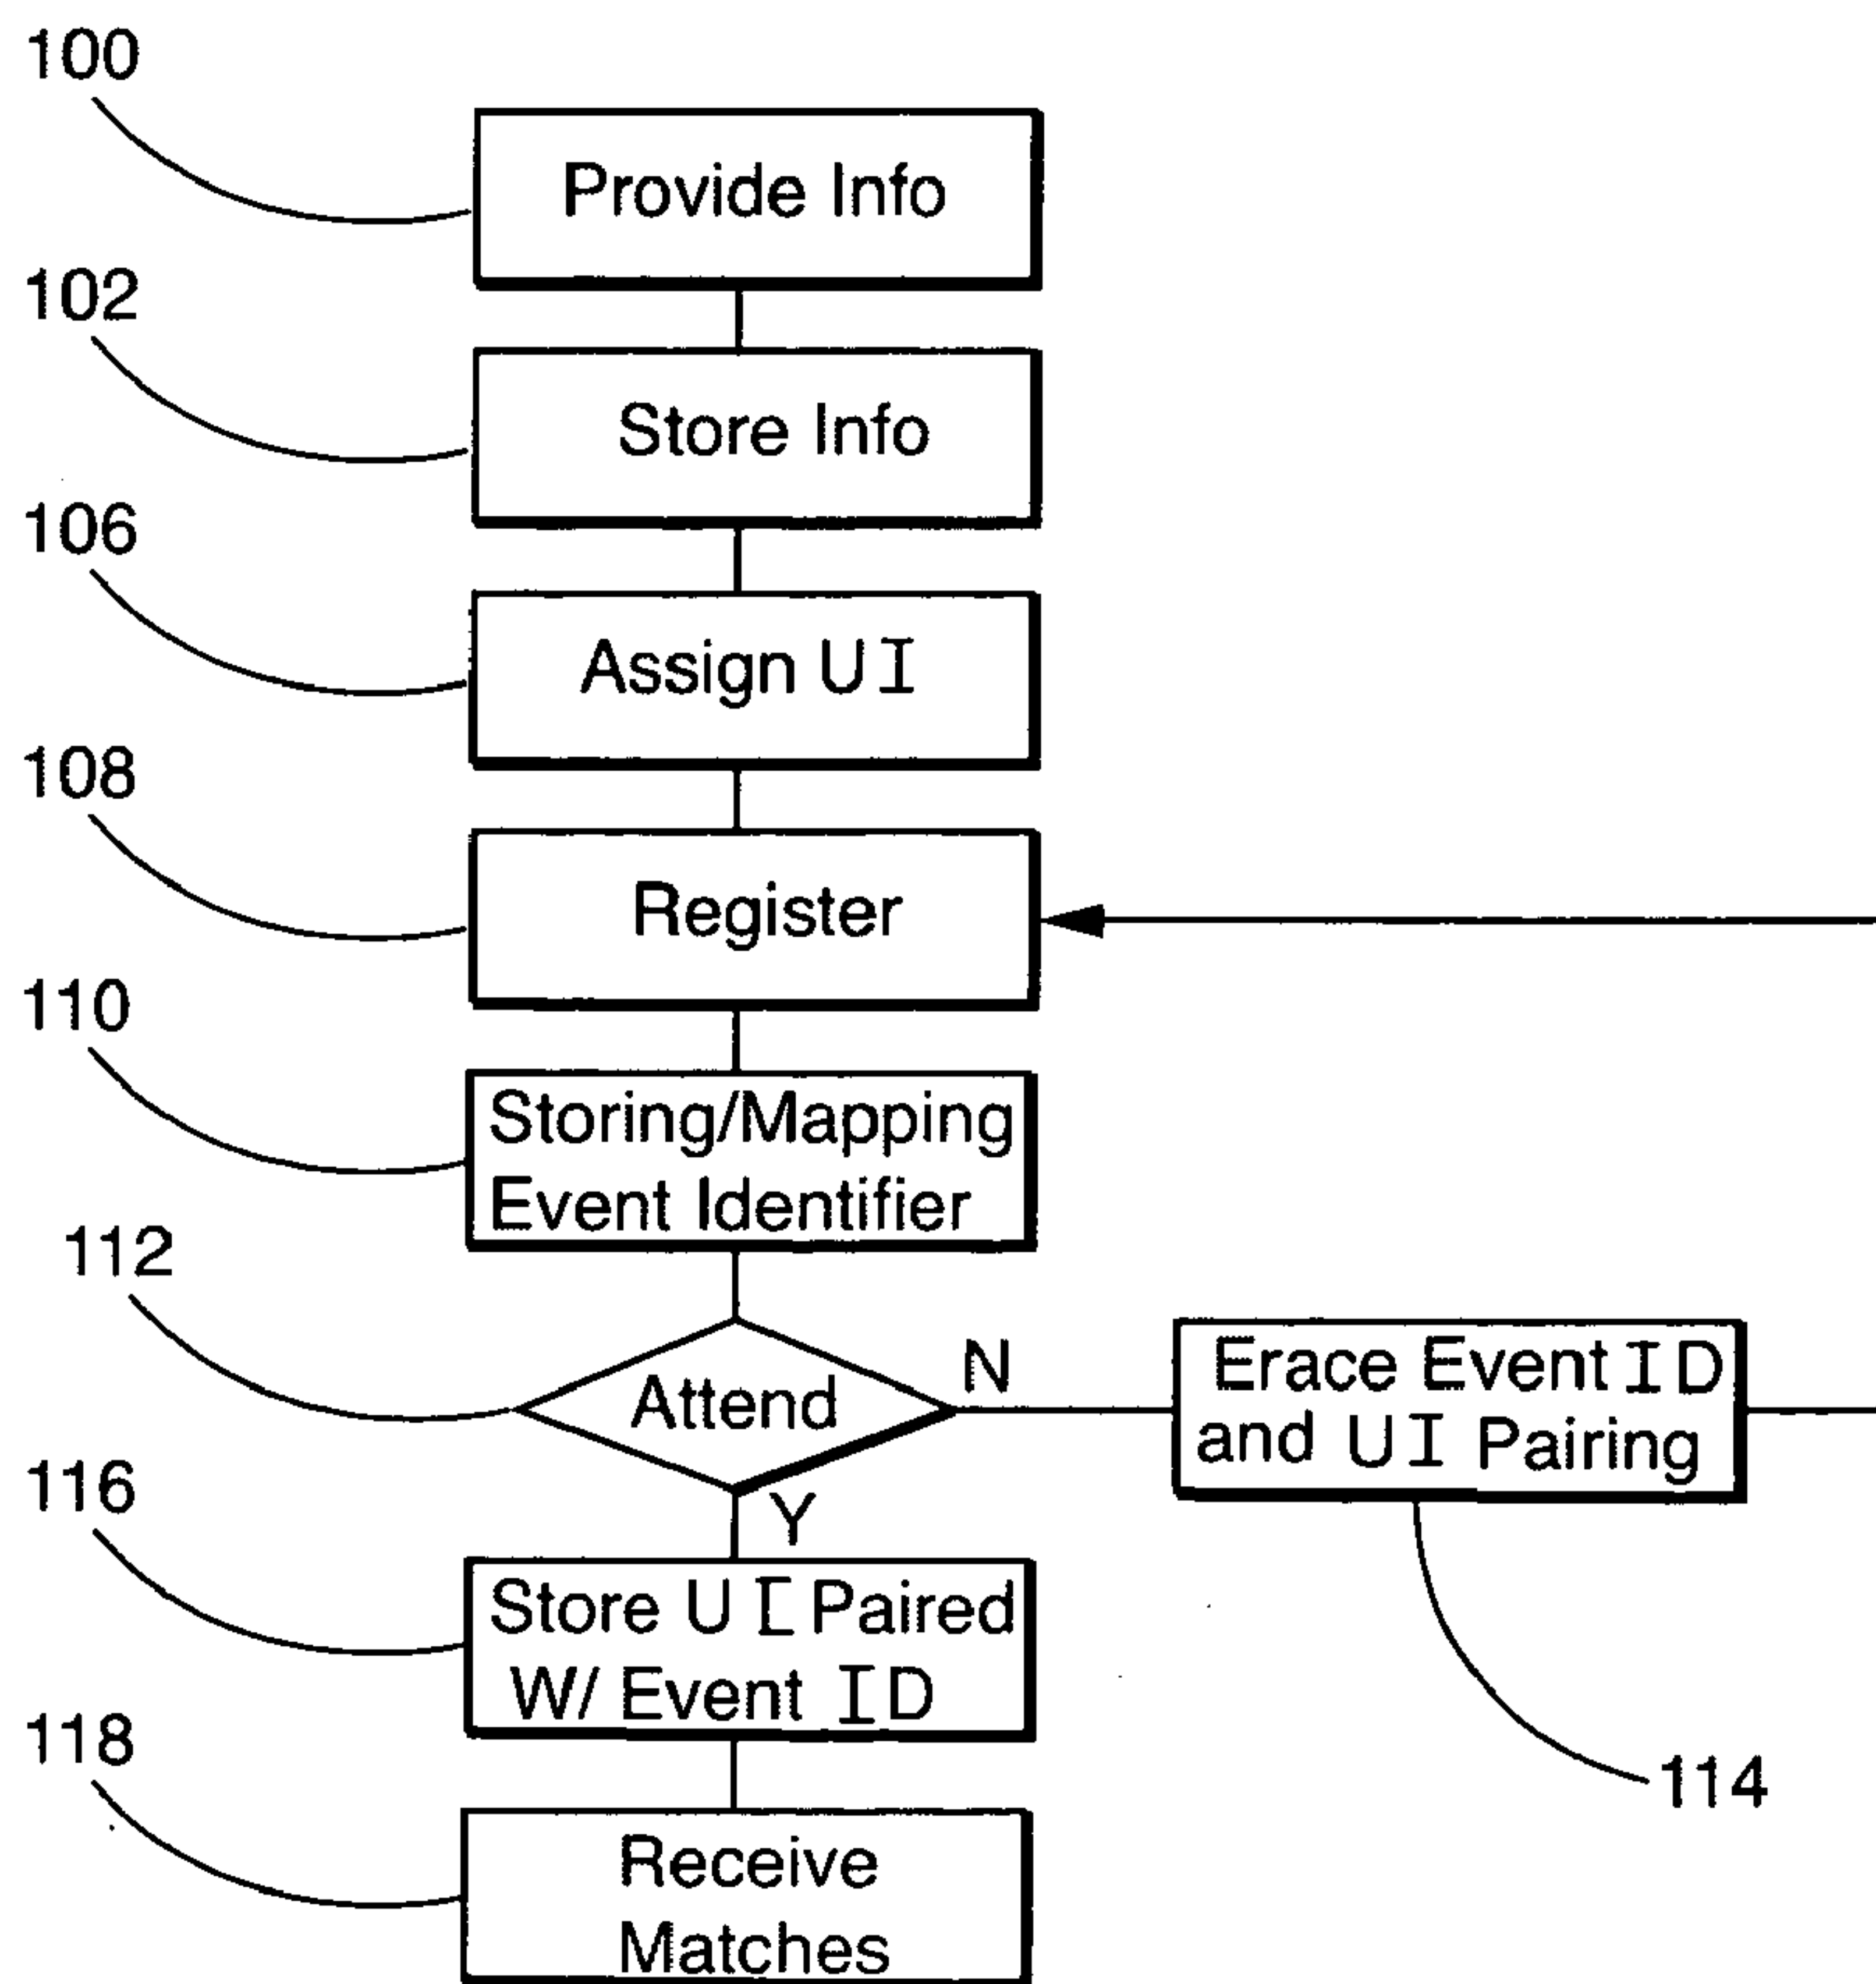 100
Provide Info
102
Store Info
106
Assign UI
108
Register
110
Storing/Mapping
Event Identifier
112
Attend
N
Erace Event ID
and UI Pairing
Y
116
Store UI Paired
W/ Event ID
114
118
Receive
Matches